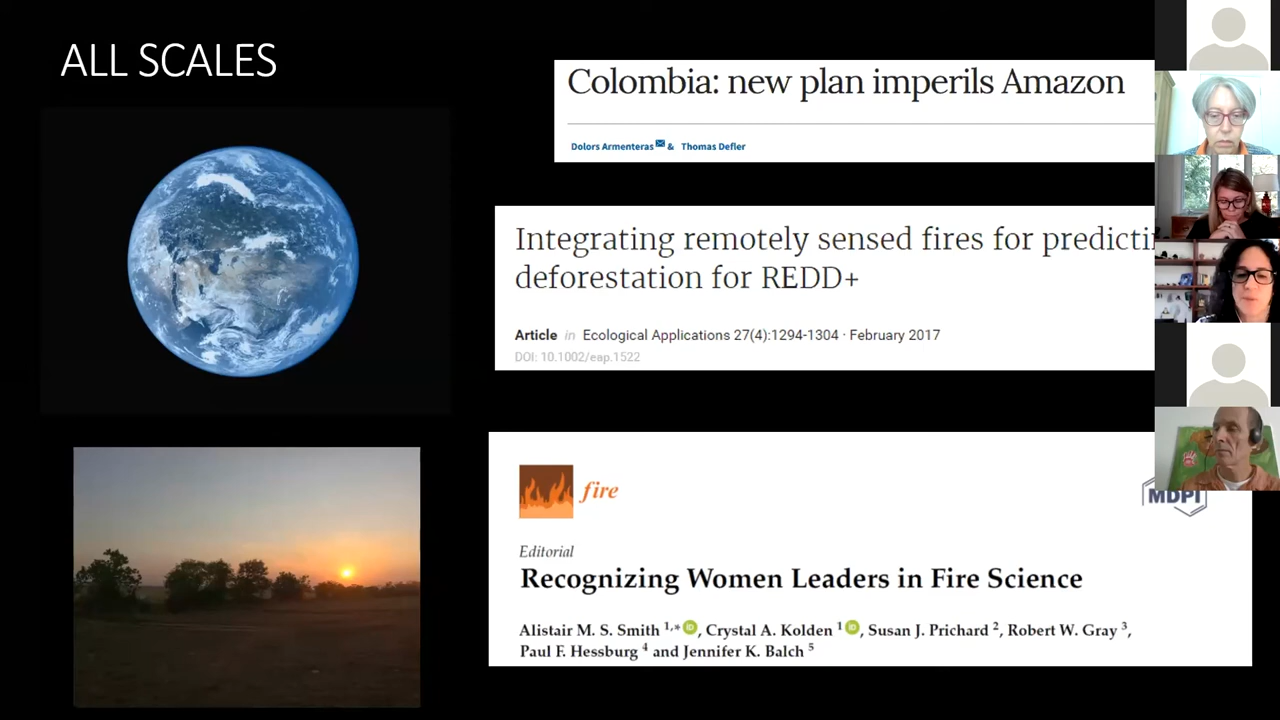 ALL SCALES
Colombia: new plan imperils Amazon
Dolors Armenteras & Thomas Defler
Integrating remotely sensed fires for predicti
deforestation for REDD+
Article in Ecological Applications 27(4):1294-1304 · February 2017
DOI: 10.1002/eap.1522
fire
MDPI
Editorial
Recognizing Women Leaders in Fire Science
Alistair M. S. Smith 1,* iD, Crystal A. Kolden 1 iD, Susan J. Prichard 2, Robert W. Gray 3,
Paul F. Hessburg 4 and Jennifer K. Balch 5